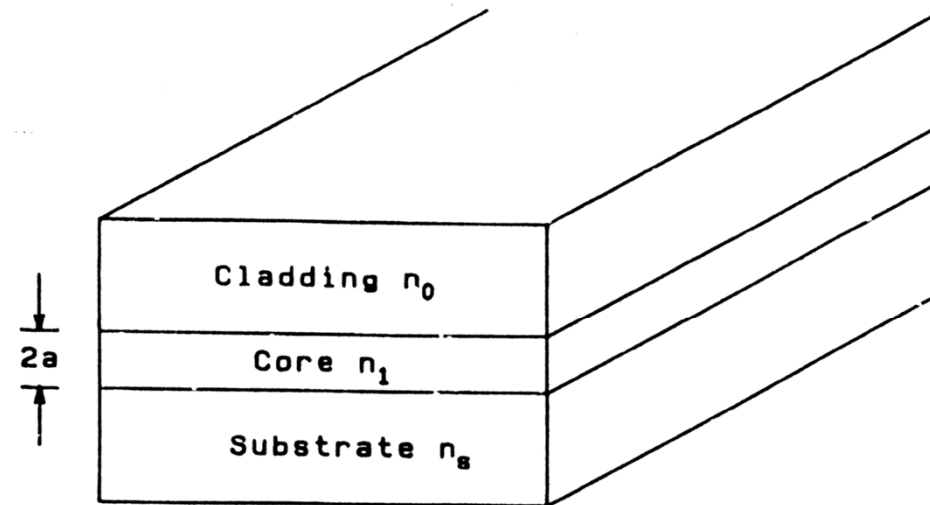 Cladding n₀
2a
Core n₁
Substrate nₛ